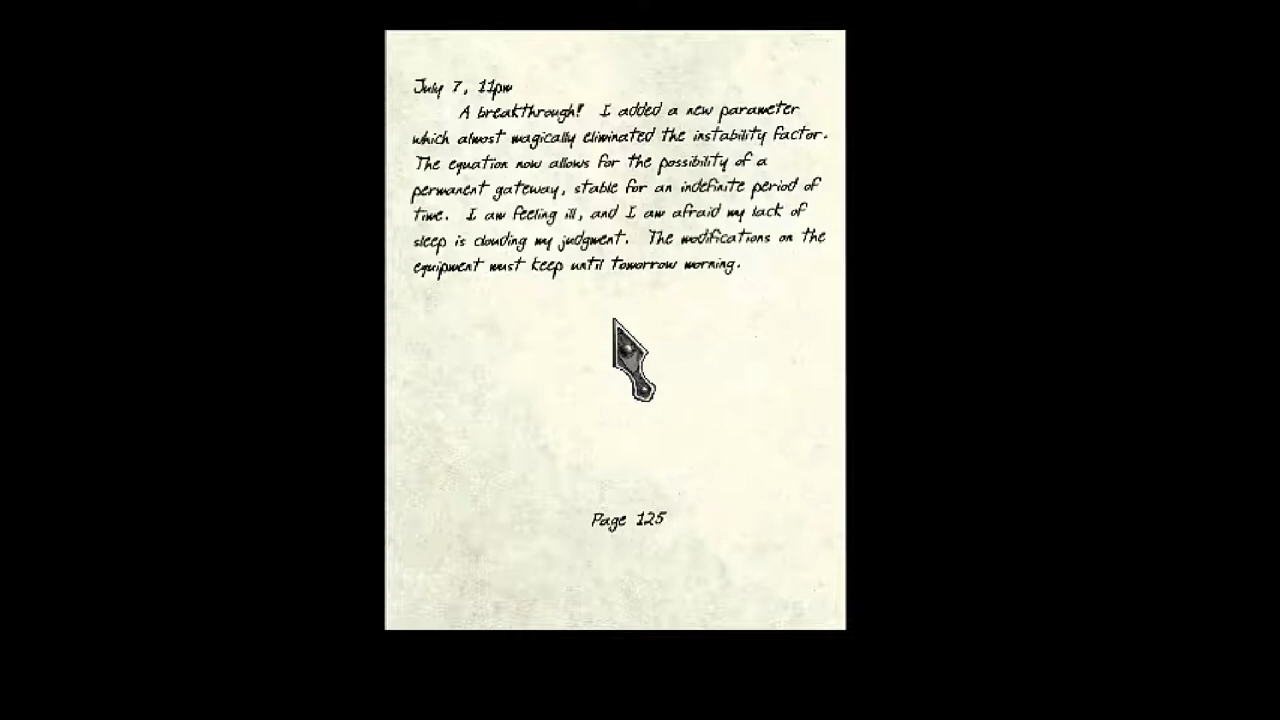 July 7, 11pm
A breakthrough! I added a new parameter
which almost magically eliminated the instability factor.
The equation now allows for the possibility of a
permanent gateway, stable for an indefinite period of
time. I am feeling ill, and I am afraid my lack of
sleep is clouding my judgment. The modifications on the
equipment must keep until tomorrow morning.
Page 125